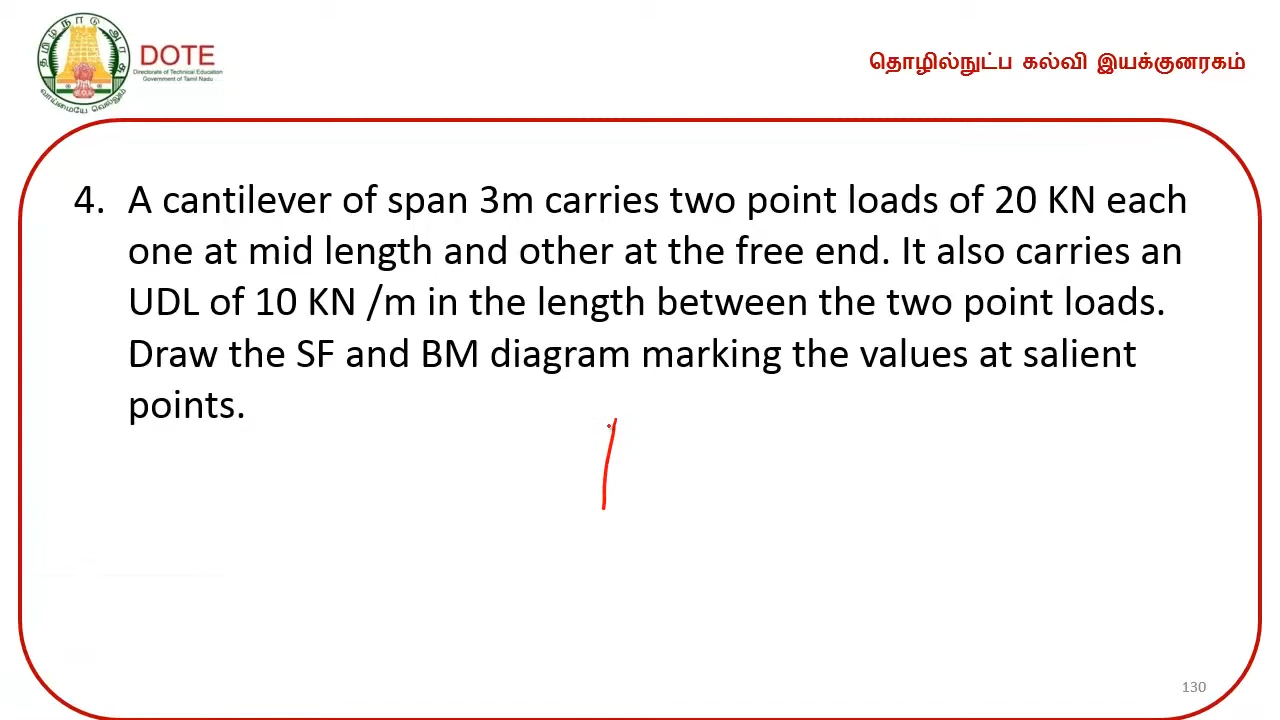 தமிழ்நாடு அரசு
வாய்மையே வெல்லும்
DOTE
Directorate of Technical Education
Government of Tamil Nadu
தொழில்நுட்ப கல்வி இயக்குனரகம்
4. A cantilever of span 3m carries two point loads of 20 KN each
one at mid length and other at the free end. It also carries an
UDL of 10 KN /m in the length between the two point loads.
Draw the SF and BM diagram marking the values at salient
points.
130